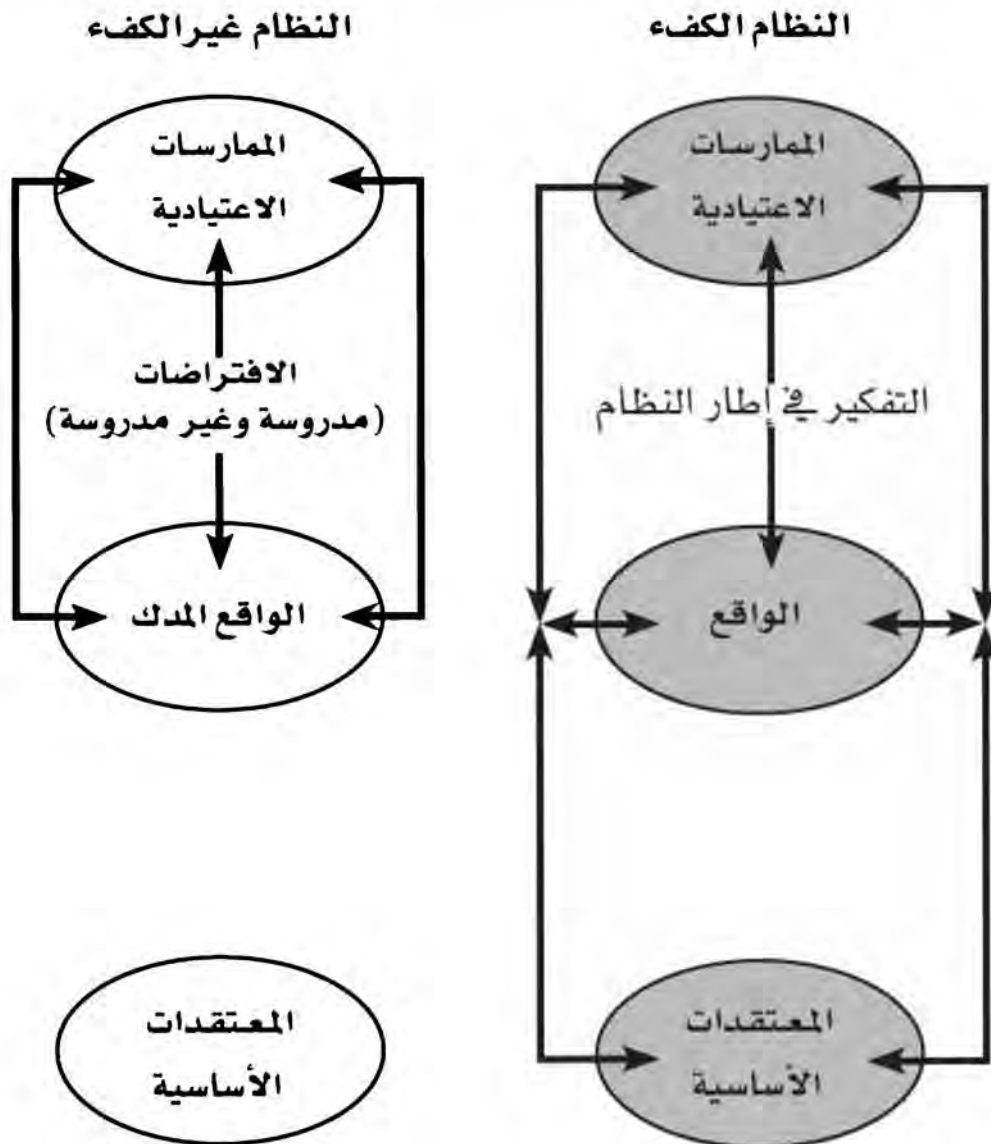 النظام الكفء
النظام غير الكفء
الممارسات
الاعتيادية
التفكير في إطار النظام
الواقع
المعتقدات
الأساسية
الممارسات
الاعتيادية
الافتراضات
(مدروسة وغير مدروسة)
الواقع المدك
المعتقدات
الأساسية